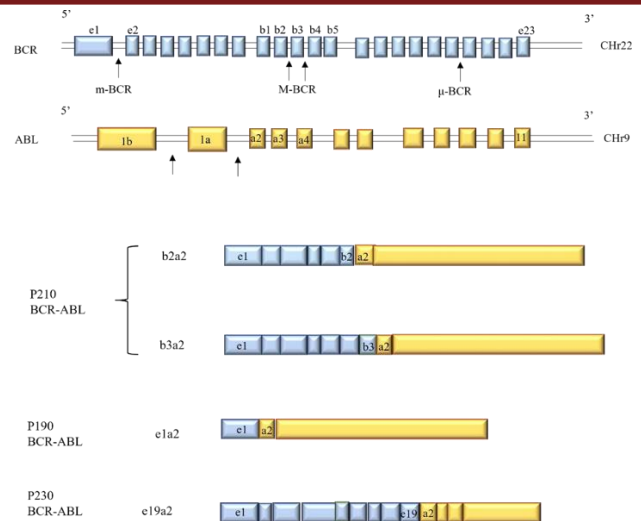 5’ 3’
e1 e2 b1 b2 b3 b4 b5 e23
BCR CHr22
m-BCR M-BCR μ-BCR
5’ 3’
ABL 1b 1a a2 a3 a4 11 CHr9
b2a2 e1 b2 a2
P210
BCR-ABL
b3a2 e1 b3 a2
P190
BCR-ABL e1a2 e1 a2
P230
BCR-ABL e19a2 e1 e19 a2